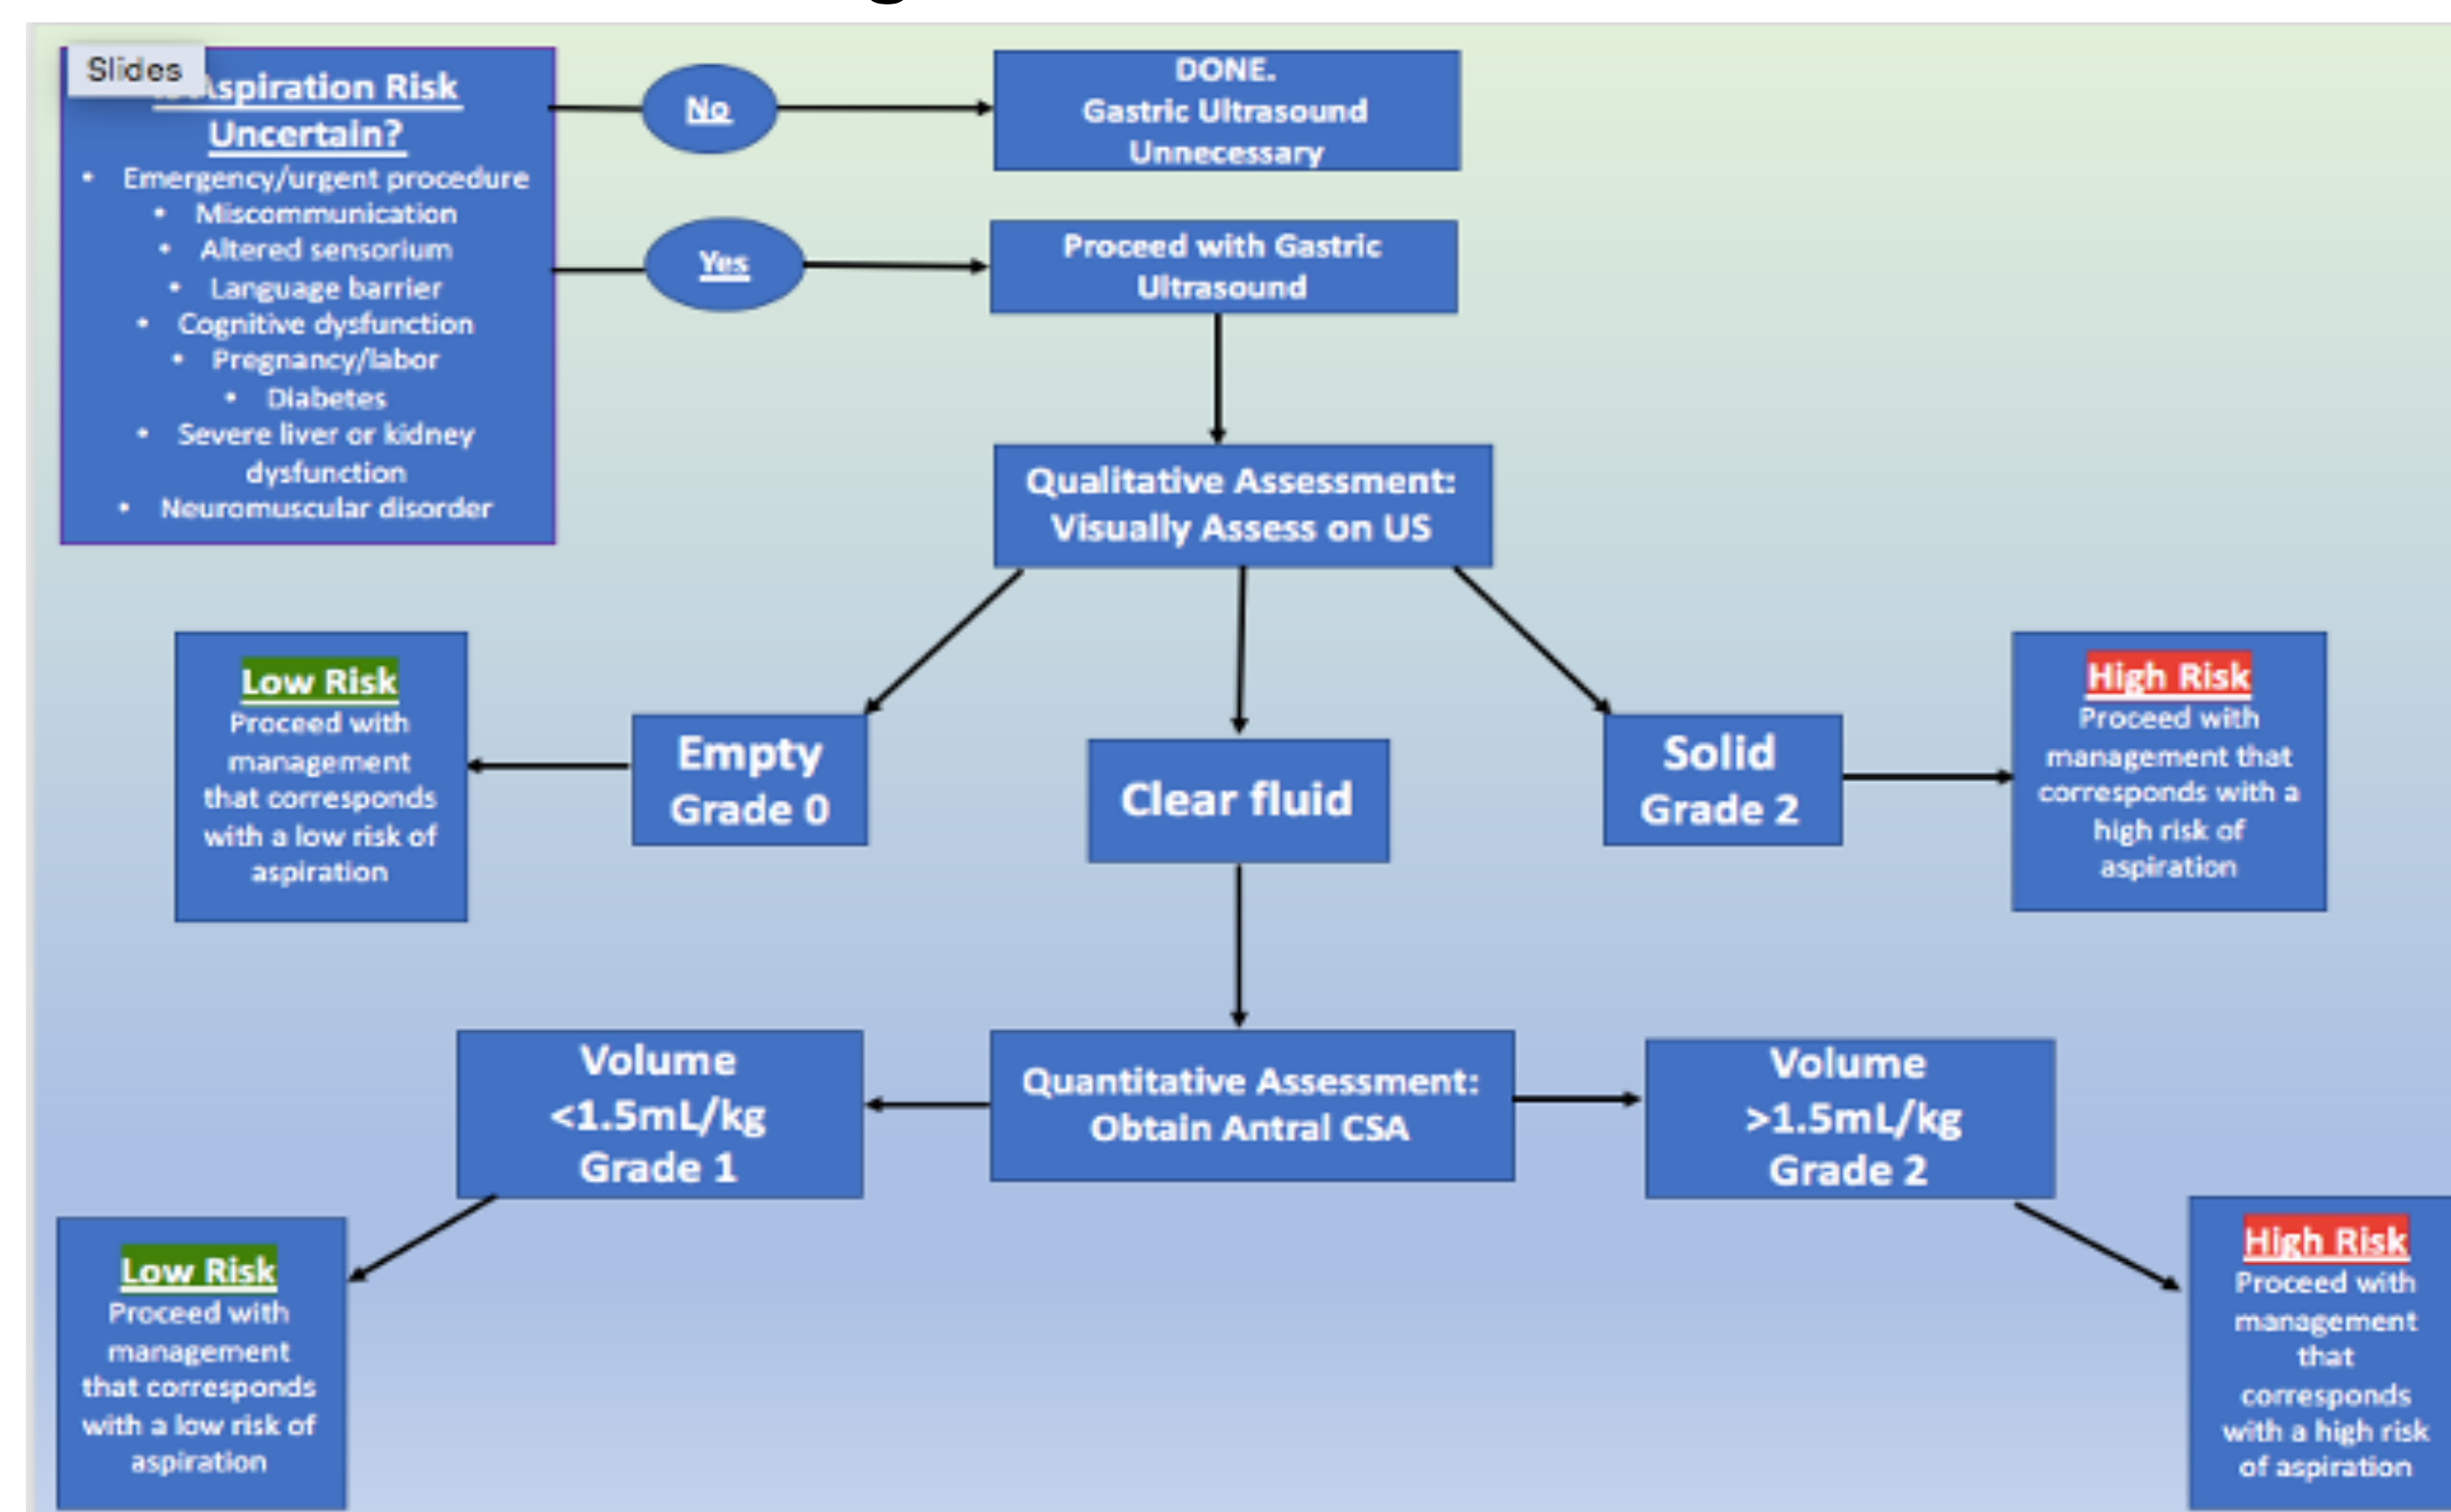 Slides
Aspiration Risk
Uncertain?
• Emergency/urgent procedure
• Miscommunication
• Altered sensorium
• Language barrier
• Cognitive dysfunction
• Pregnancy/labor
• Diabetes
• Severe liver or kidney
dysfunction
• Neuromuscular disorder
No
DONE.
Gastric Ultrasound
Unnecessary
Yes
Proceed with Gastric
Ultrasound
Qualitative Assessment:
Visually Assess on US
Low Risk
Proceed with
management
that corresponds
with a low risk of
aspiration
Empty
Grade 0
Clear fluid
Solid
Grade 2
High Risk
Proceed with
management that
corresponds with a
high risk of
aspiration
Volume
<1.5mL/kg
Grade 1
Quantitative Assessment:
Obtain Antral CSA
Volume
>1.5mL/kg
Grade 2
Low Risk
Proceed with
management
that corresponds
with a low risk of
aspiration
High Risk
Proceed with
management
that
corresponds
with a high risk
of aspiration